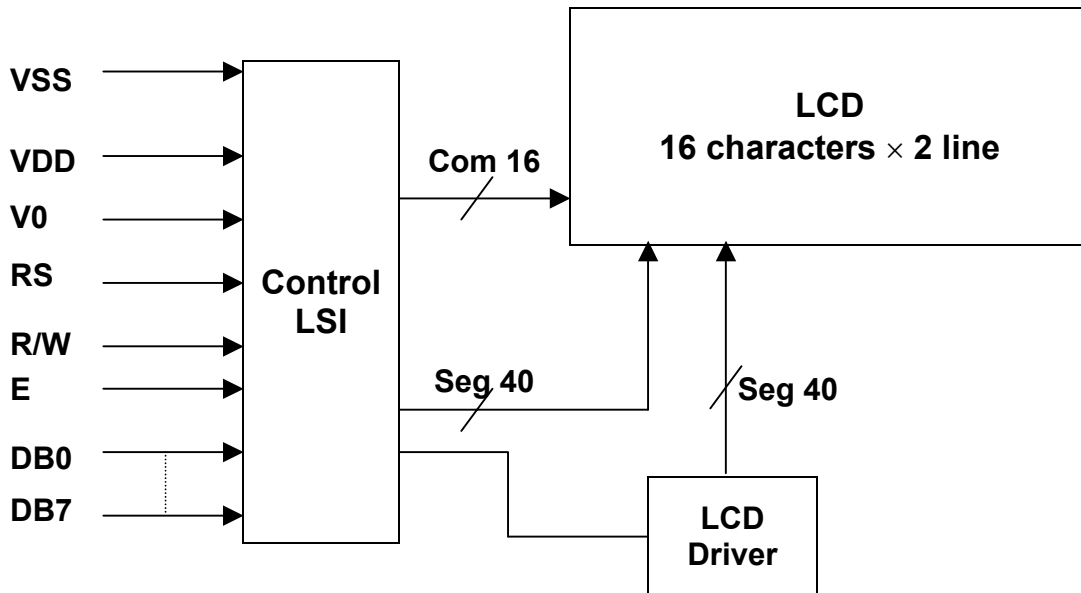 VSS
VDD
V0
RS
R/W
E
DB0
DB7
Control
LSI
Com 16
Seg 40
LCD
16 characters × 2 line
Seg 40
LCD
Driver